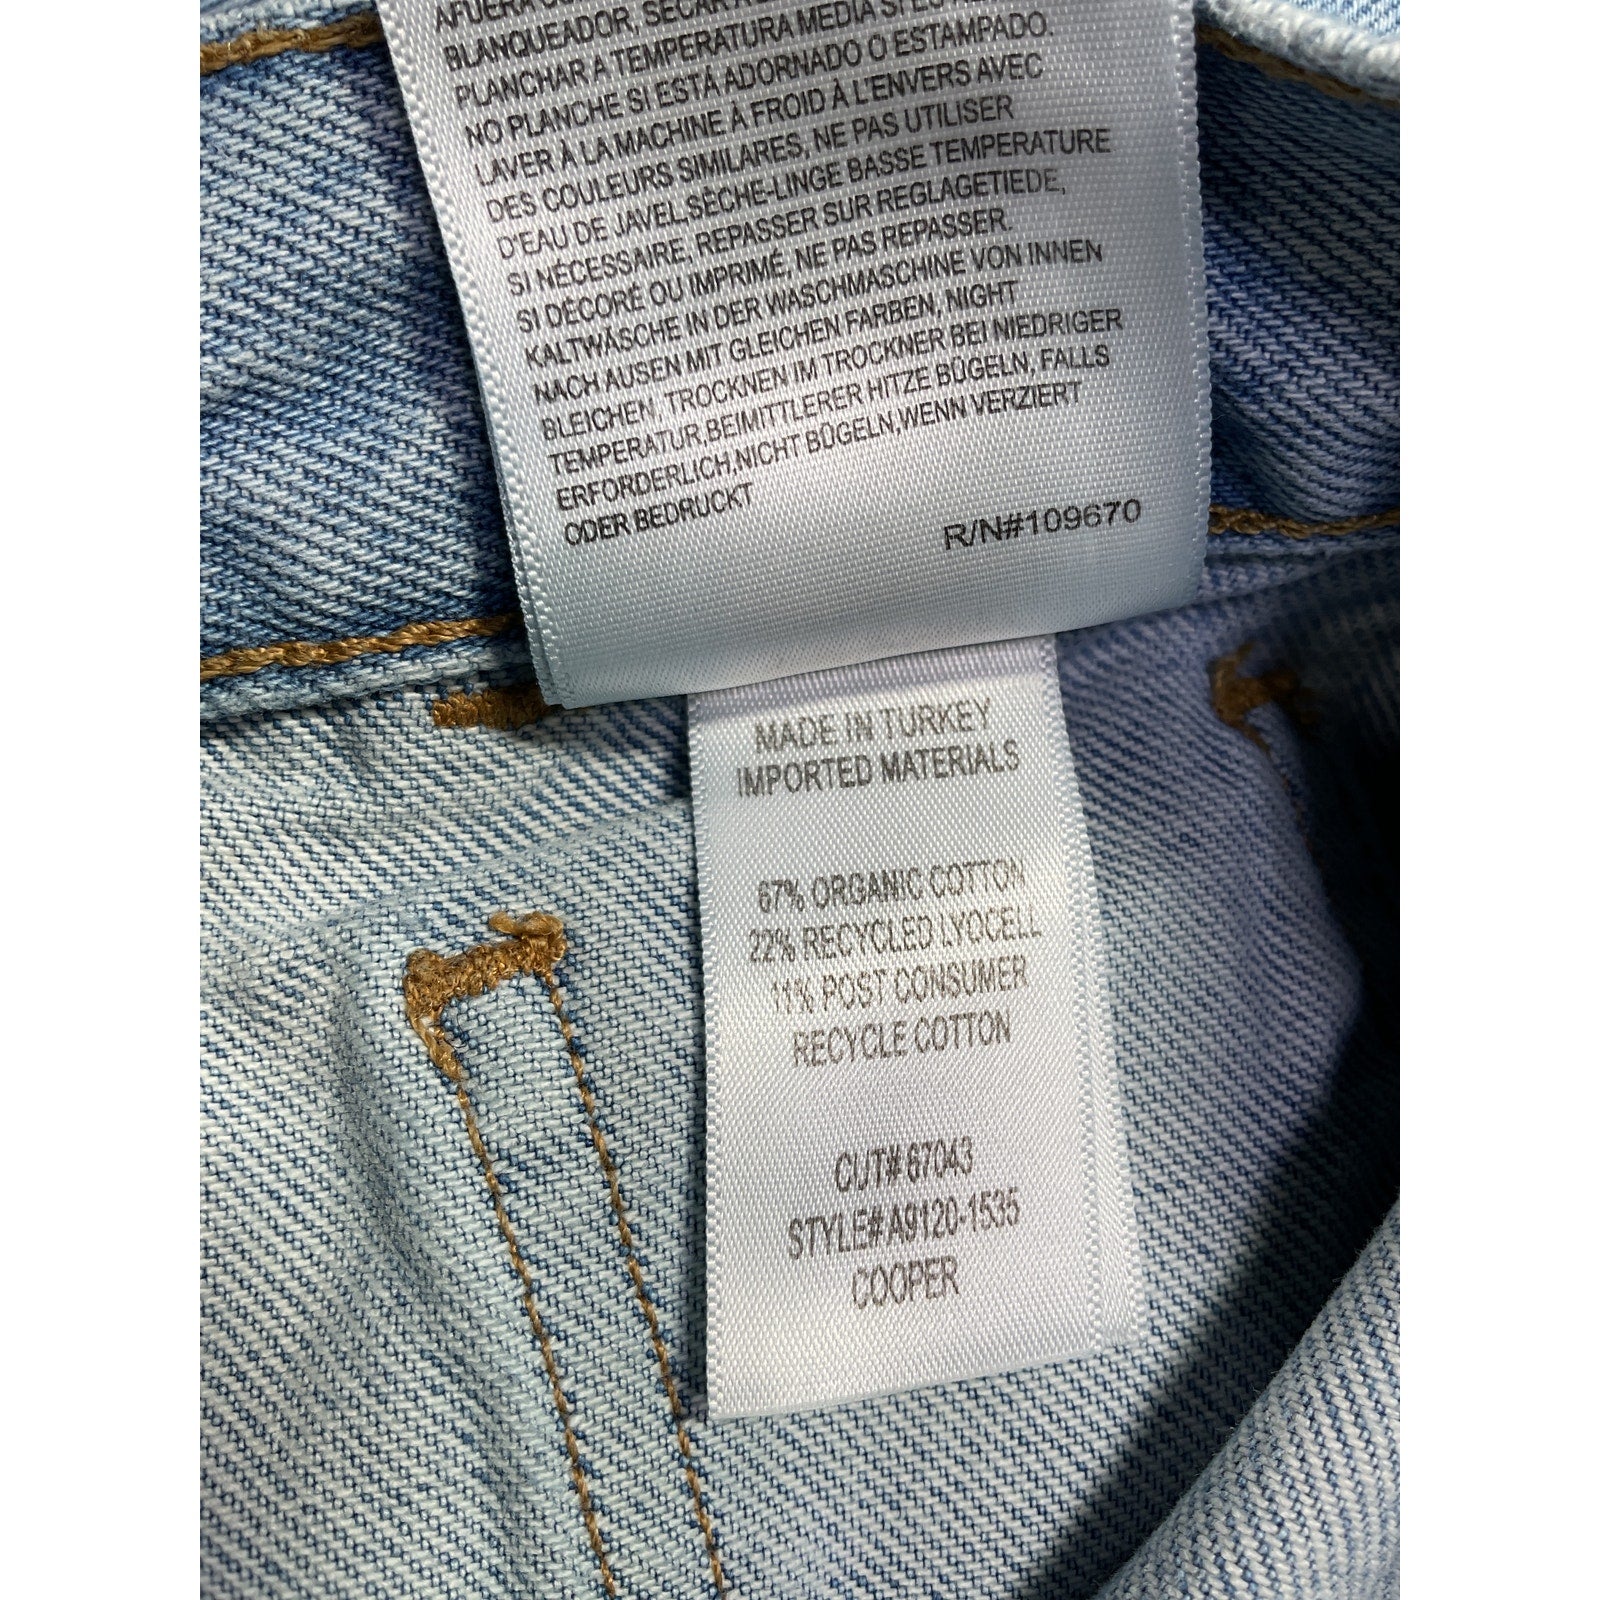 AFUERA
BLANQUEADOR, SECAR A
PLANCHAR A TEMPERATURA MEDIA SI ES
NO PLANCHE SI ESTÁ ADORNADO O ESTAMPADO.
LAVER À LA MACHINE À FROID À L'ENVERS AVEC
DES COULEURS SIMILARES, NE PAS UTILISER
D'EAU DE JAVEL SÈCHE-LINGE BASSE TEMPERATURE
SI NÉCESSAIRE, REPASSER SUR REGLAGETIEDE,
SI DÉCORÉ OU IMPRIMÉ, NE PAS REPASSER.
KALTWÄSCHE IN DER WASCHMASCHINE VON INNEN
NACH AUSEN MIT GLEICHEN FARBEN, NIGHT
BLEICHEN, TROCKNEN IM TROCKNER BEI NIEDRIGER
TEMPERATUR,BEIMITTLERER HITZE BÜGELN, FALLS
ERFORDERLICH.NICHT BÜGELN,WENN VERZIERT
ODER BEDRUCKT
R/N#109670
MADE IN TURKEY
IMPORTED MATERIALS
67% ORGANIC COTTON
22% RECYCLED LYOCELL
11% POST CONSUMER
RECYCLE COTTON
CUT# 67043
STYLE# A9120-1535
COOPER